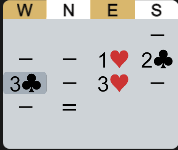 W N E S
–
– – 1♥ 2♣
3♣ – 3♥ –
– =